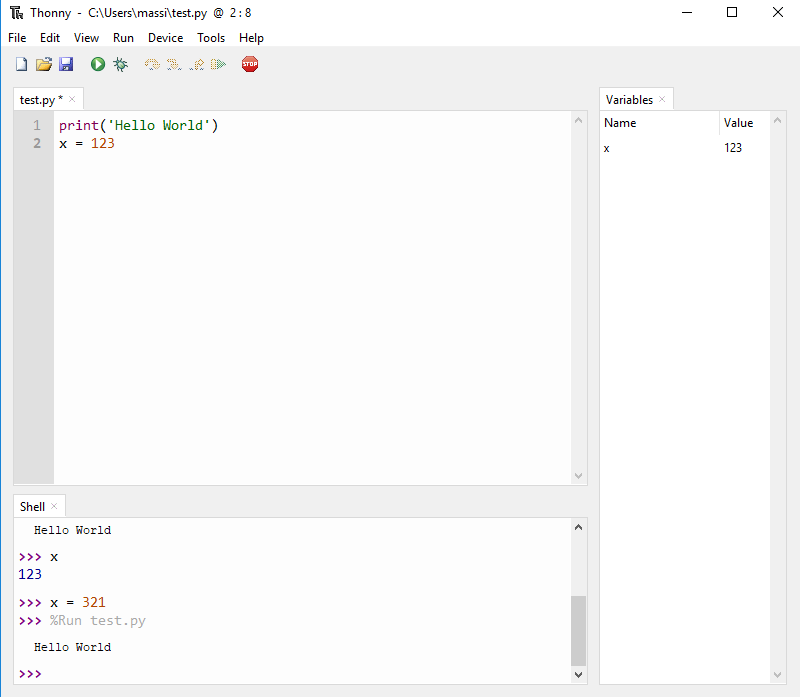 Thonny - C:\Users\massi\test.py @ 2:8
File Edit View Run Device Tools Help
STOP
test.py *
1 print('Hello World')
2 x = 123
Variables
Name Value
x 123
Shell
Hello World
>>> x
123
>>> x = 321
>>> %Run test.py
Hello World
>>>